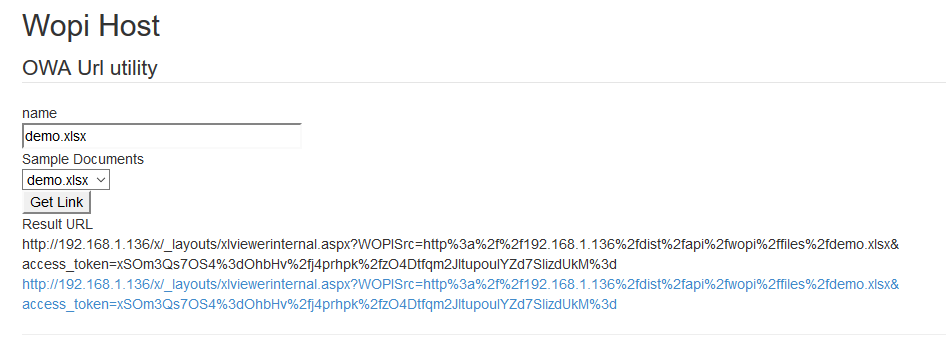 Wopi Host
OWA Url utility
name
demo.xlsx
Sample Documents
demo.xlsx
Get Link
Result URL
http://192.168.1.136/x/_layouts/xlviewerinternal.aspx?WOPISrc=http%3a%2f%2f192.168.1.136%2fdist%2fapi%2fwopi%2ffiles%2fdemo.xlsx&
access_token=xSOm3Qs7OS4%3dOhbHv%2fj4prhpk%2fzO4Dtfqm2JltupoulYZd7SlizdUkM%3d
http://192.168.1.136/x/_layouts/xlviewerinternal.aspx?WOPISrc=http%3a%2f%2f192.168.1.136%2fdist%2fapi%2fwopi%2ffiles%2fdemo.xlsx&
access_token=xSOm3Qs7OS4%3dOhbHv%2fj4prhpk%2fzO4Dtfqm2JltupoulYZd7SlizdUkM%3d